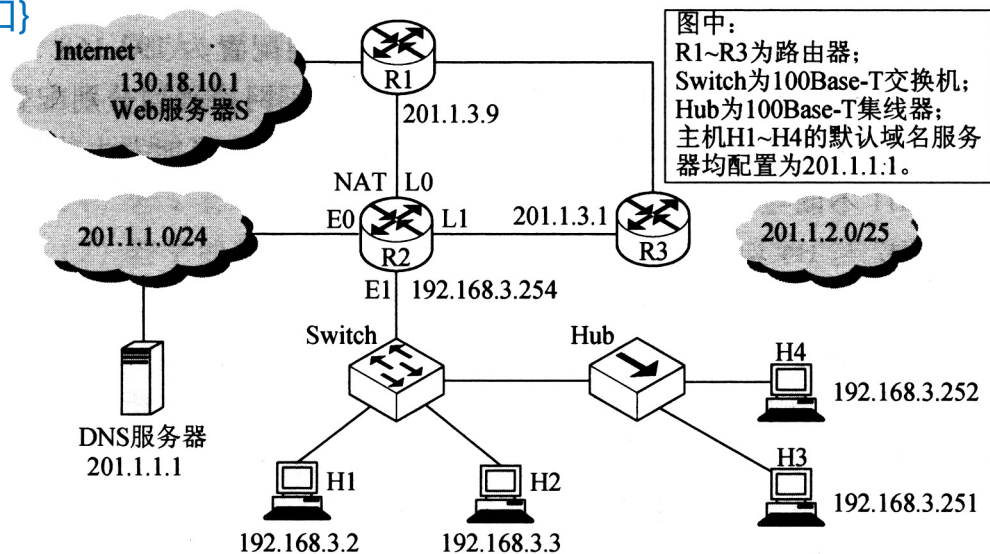 口}
Internet
130.18.10.1
Web服务器S
R1
201.1.3.9
图中：
R1~R3为路由器；
Switch为100Base-T交换机；
Hub为100Base-T集线器；
主机H1~H4的默认域名服务
器均配置为201.1.1.1。
NAT L0
201.1.1.0/24
E0
L1
R2
201.1.3.1
R3
201.1.2.0/25
E1
192.168.3.254
Switch
Hub
DNS服务器
201.1.1.1
H4
192.168.3.252
H3
192.168.3.251
H1
192.168.3.2
H2
192.168.3.3